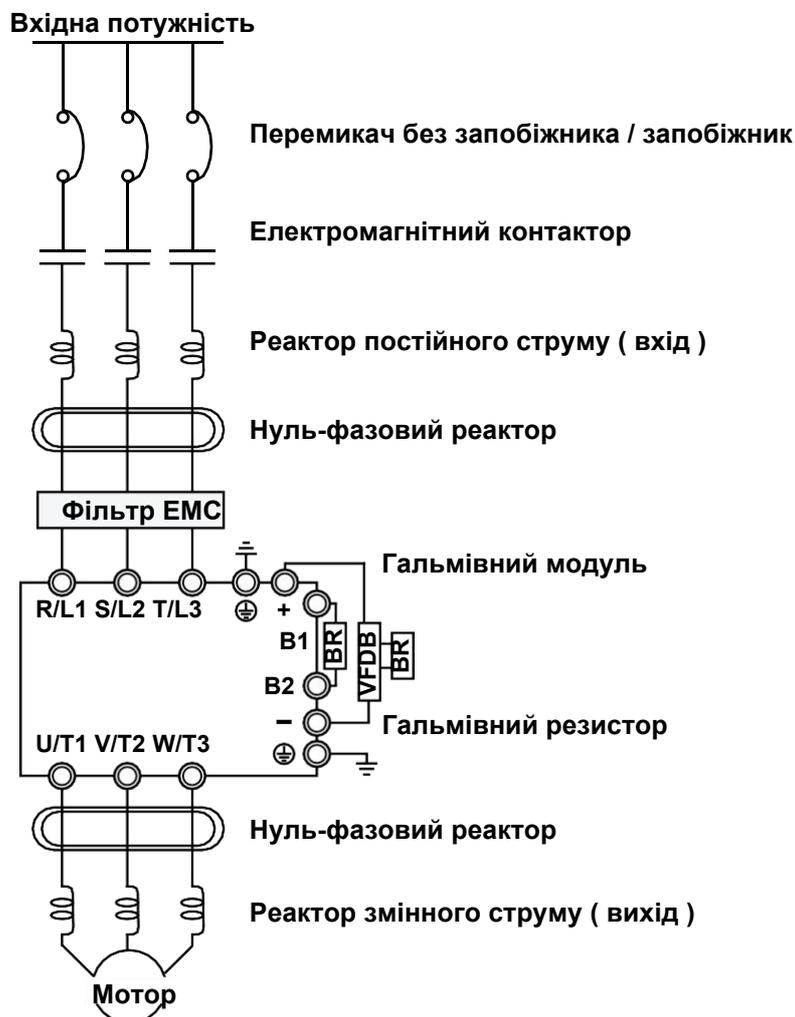 Вхідна потужність
Перемикач без запобіжника / запобіжник
Електромагнітний контактор
Реактор постійного струму ( вхід )
Нуль-фазовий реактор
Фільтр EMC
Гальмівний модуль
R/L1 S/L2 T/L3
+
B1
BR
VFDB
BR
B2
−
Гальмівний резистор
U/T1 V/T2 W/T3
Нуль-фазовий реактор
Реактор змінного струму ( вихід )
Мотор